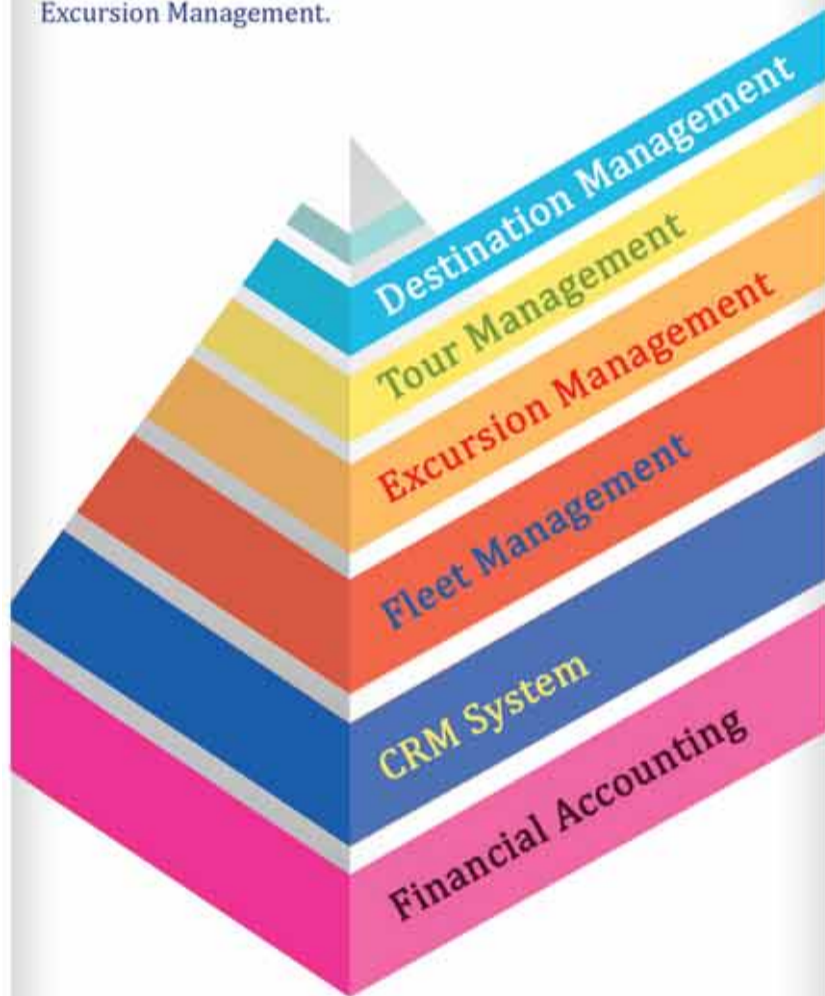 Excursion Management.
Destination Management
Tour Management
Excursion Management
Fleet Management
CRM System
Financial Accounting